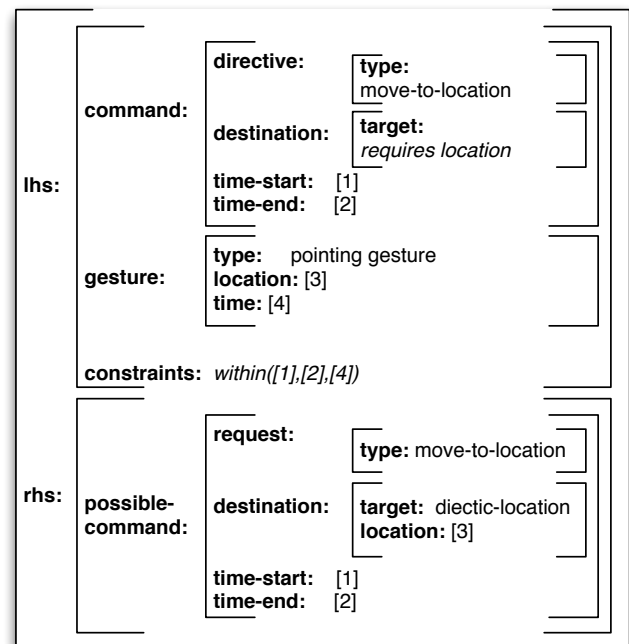 lhs:
command:
directive:
type:
move-to-location
destination:
target:
requires location
time-start: [1]
time-end: [2]
gesture:
type: pointing gesture
location: [3]
time: [4]
constraints: within([1],[2],[4])
rhs:
possible-
command:
request:
type: move-to-location
destination:
target: diectic-location
location: [3]
time-start: [1]
time-end: [2]